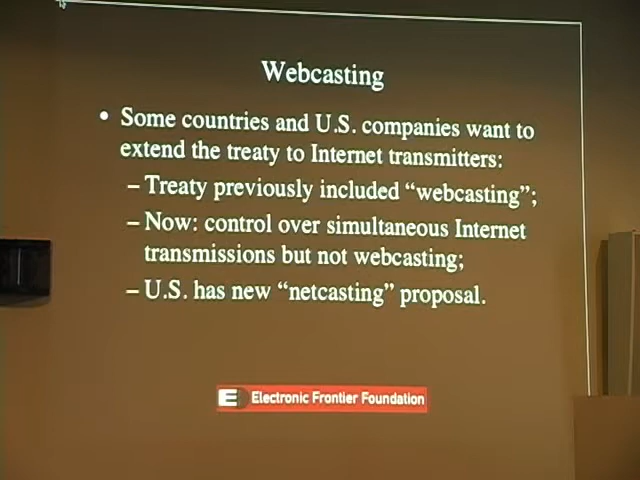 Webcasting
• Some countries and U.S. companies want to
extend the treaty to Internet transmitters:
– Treaty previously included “webcasting”;
– Now: control over simultaneous Internet
transmissions but not webcasting;
– U.S. has new “netcasting” proposal.
E Electronic Frontier Foundation